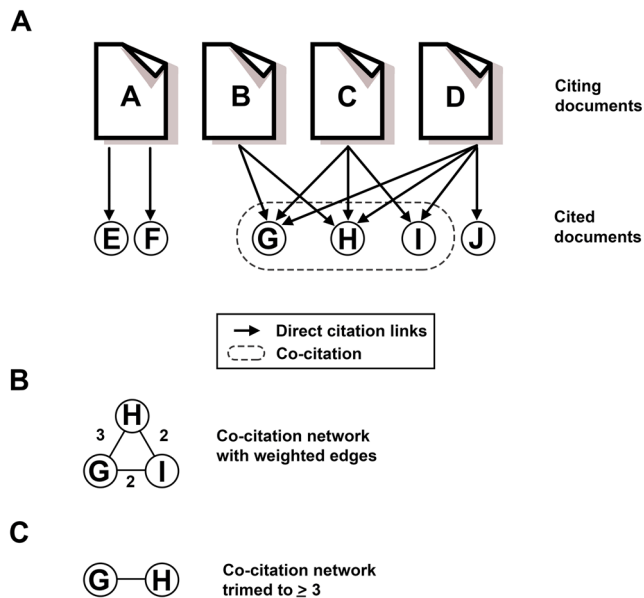 A
A B C D
Citing
documents
E F G H I J
Cited
documents
Direct citation links
Co-citation
B
H
3 2
G I
2
Co-citation network
with weighted edges
C
G H
Co-citation network
trimed to ≥ 3